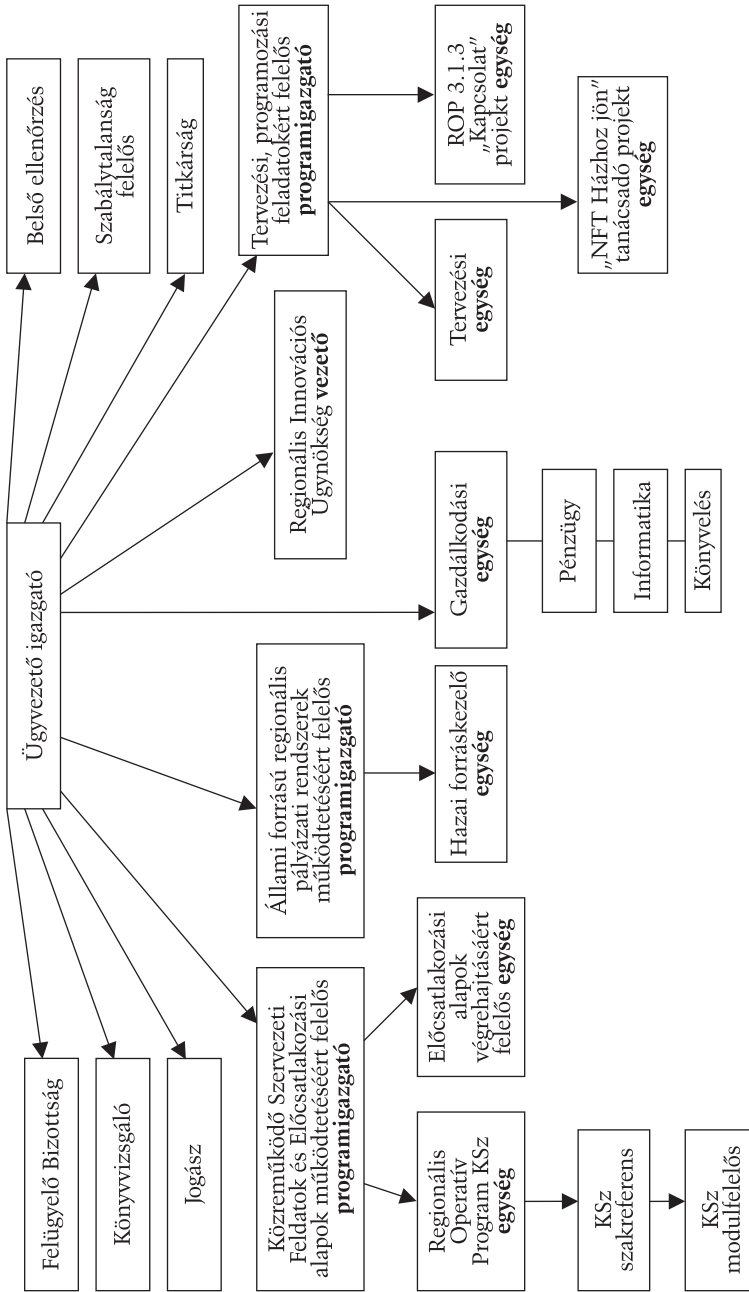 Ügyvezető igazgató
Felügyelő Bizottság
Könyvvizsgáló
Jogász
Belső ellenőrzés
Szabálytalanság
felelős
Titkárság
Közreműködő Szervezeti
Feldatok és Előcsatlakozási
alapok működtetéséért felelős
programigazgató
Állami forrású regionális
pályázati rendszerek
működtetéséért felelős
programigazgató
Regionális Innovációs
Ügynökség vezető
Tervezési, programozási
feladatokért felelős
programigazgató
Regionális
Operatív
Program KSz
egység
Előcsatlakozási
alapok
végrehajtásáért
felelős egység
Hazai forráskezelő
egység
Gazdálkodási
egység
Tervezési
egység
ROP 3.1.3
„Kapcsolat”
projekt egység
KSz
szakreferens
KSz
modulfelelős
Pénzügy
Informatika
Könyvelés
„NFT Házhoz jön”
tanácsadó projekt
egység